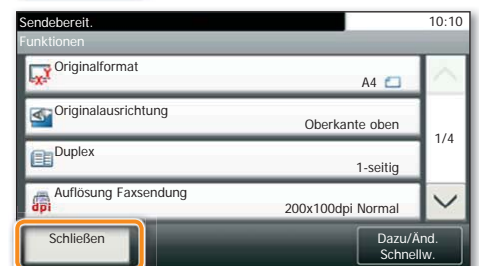 Sendebereit.
10:10
Funktionen
Originalformat
A4
Originalausrichtung
Oberkante oben
1/4
Duplex
1-seitig
Auflösung Faxsendung
dpi
200x100dpi Normal
Schließen
Dazu/Änd.
Schnellw.